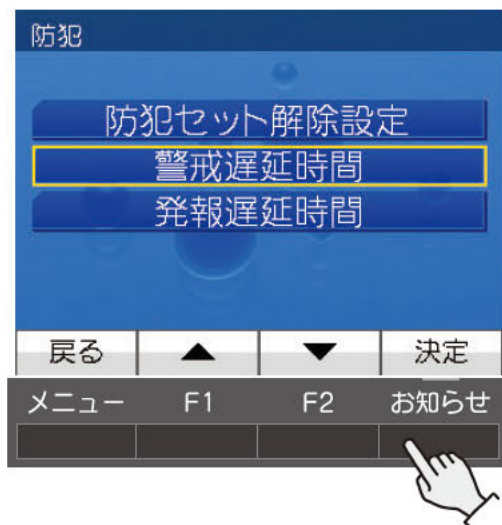 防犯
防犯セット解除設定
警戒遅延時間
発報遅延時間
戻る ▲ ▼ 決定
メニュー F1 F2 お知らせ